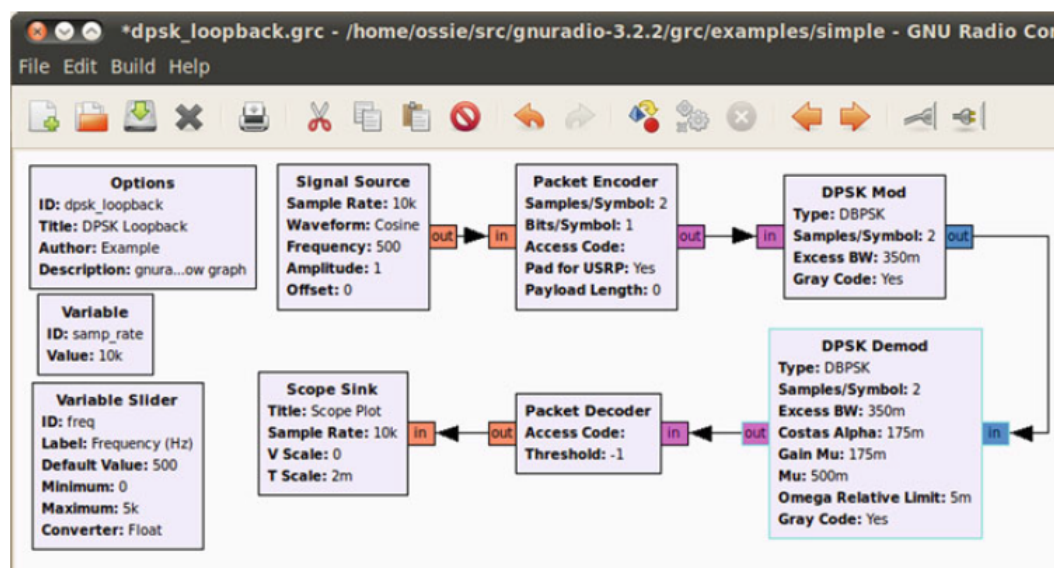 *dpsk_loopback.grc - /home/ossie/src/gnuradio-3.2.2/grc/examples/simple - GNU Radio Co
File Edit Build Help
Options
ID: dpsk_loopback
Title: DPSK Loopback
Author: Example
Description: gnura...ow graph
Variable
ID: samp_rate
Value: 10k
Variable Slider
ID: freq
Label: Frequency (Hz)
Default Value: 500
Minimum: 0
Maximum: 5k
Converter: Float
Signal Source
Sample Rate: 10k
Waveform: Cosine
Frequency: 500
Amplitude: 1
Offset: 0
out
in
Packet Encoder
Samples/Symbol: 2
Bits/Symbol: 1
Access Code:
Pad for USRP: Yes
Payload Length: 0
out
in
DPSK Mod
Type: DBPSK
Samples/Symbol: 2
Excess BW: 350m
Gray Code: Yes
out
DPSK Demod
Type: DBPSK
Samples/Symbol: 2
Excess BW: 350m
Costas Alpha: 175m
Gain Mu: 175m
Mu: 500m
Omega Relative Limit: 5m
Gray Code: Yes
in
out
Packet Decoder
Access Code:
Threshold: -1
in
out
Scope Sink
Title: Scope Plot
Sample Rate: 10k
V Scale: 0
T Scale: 2m
in